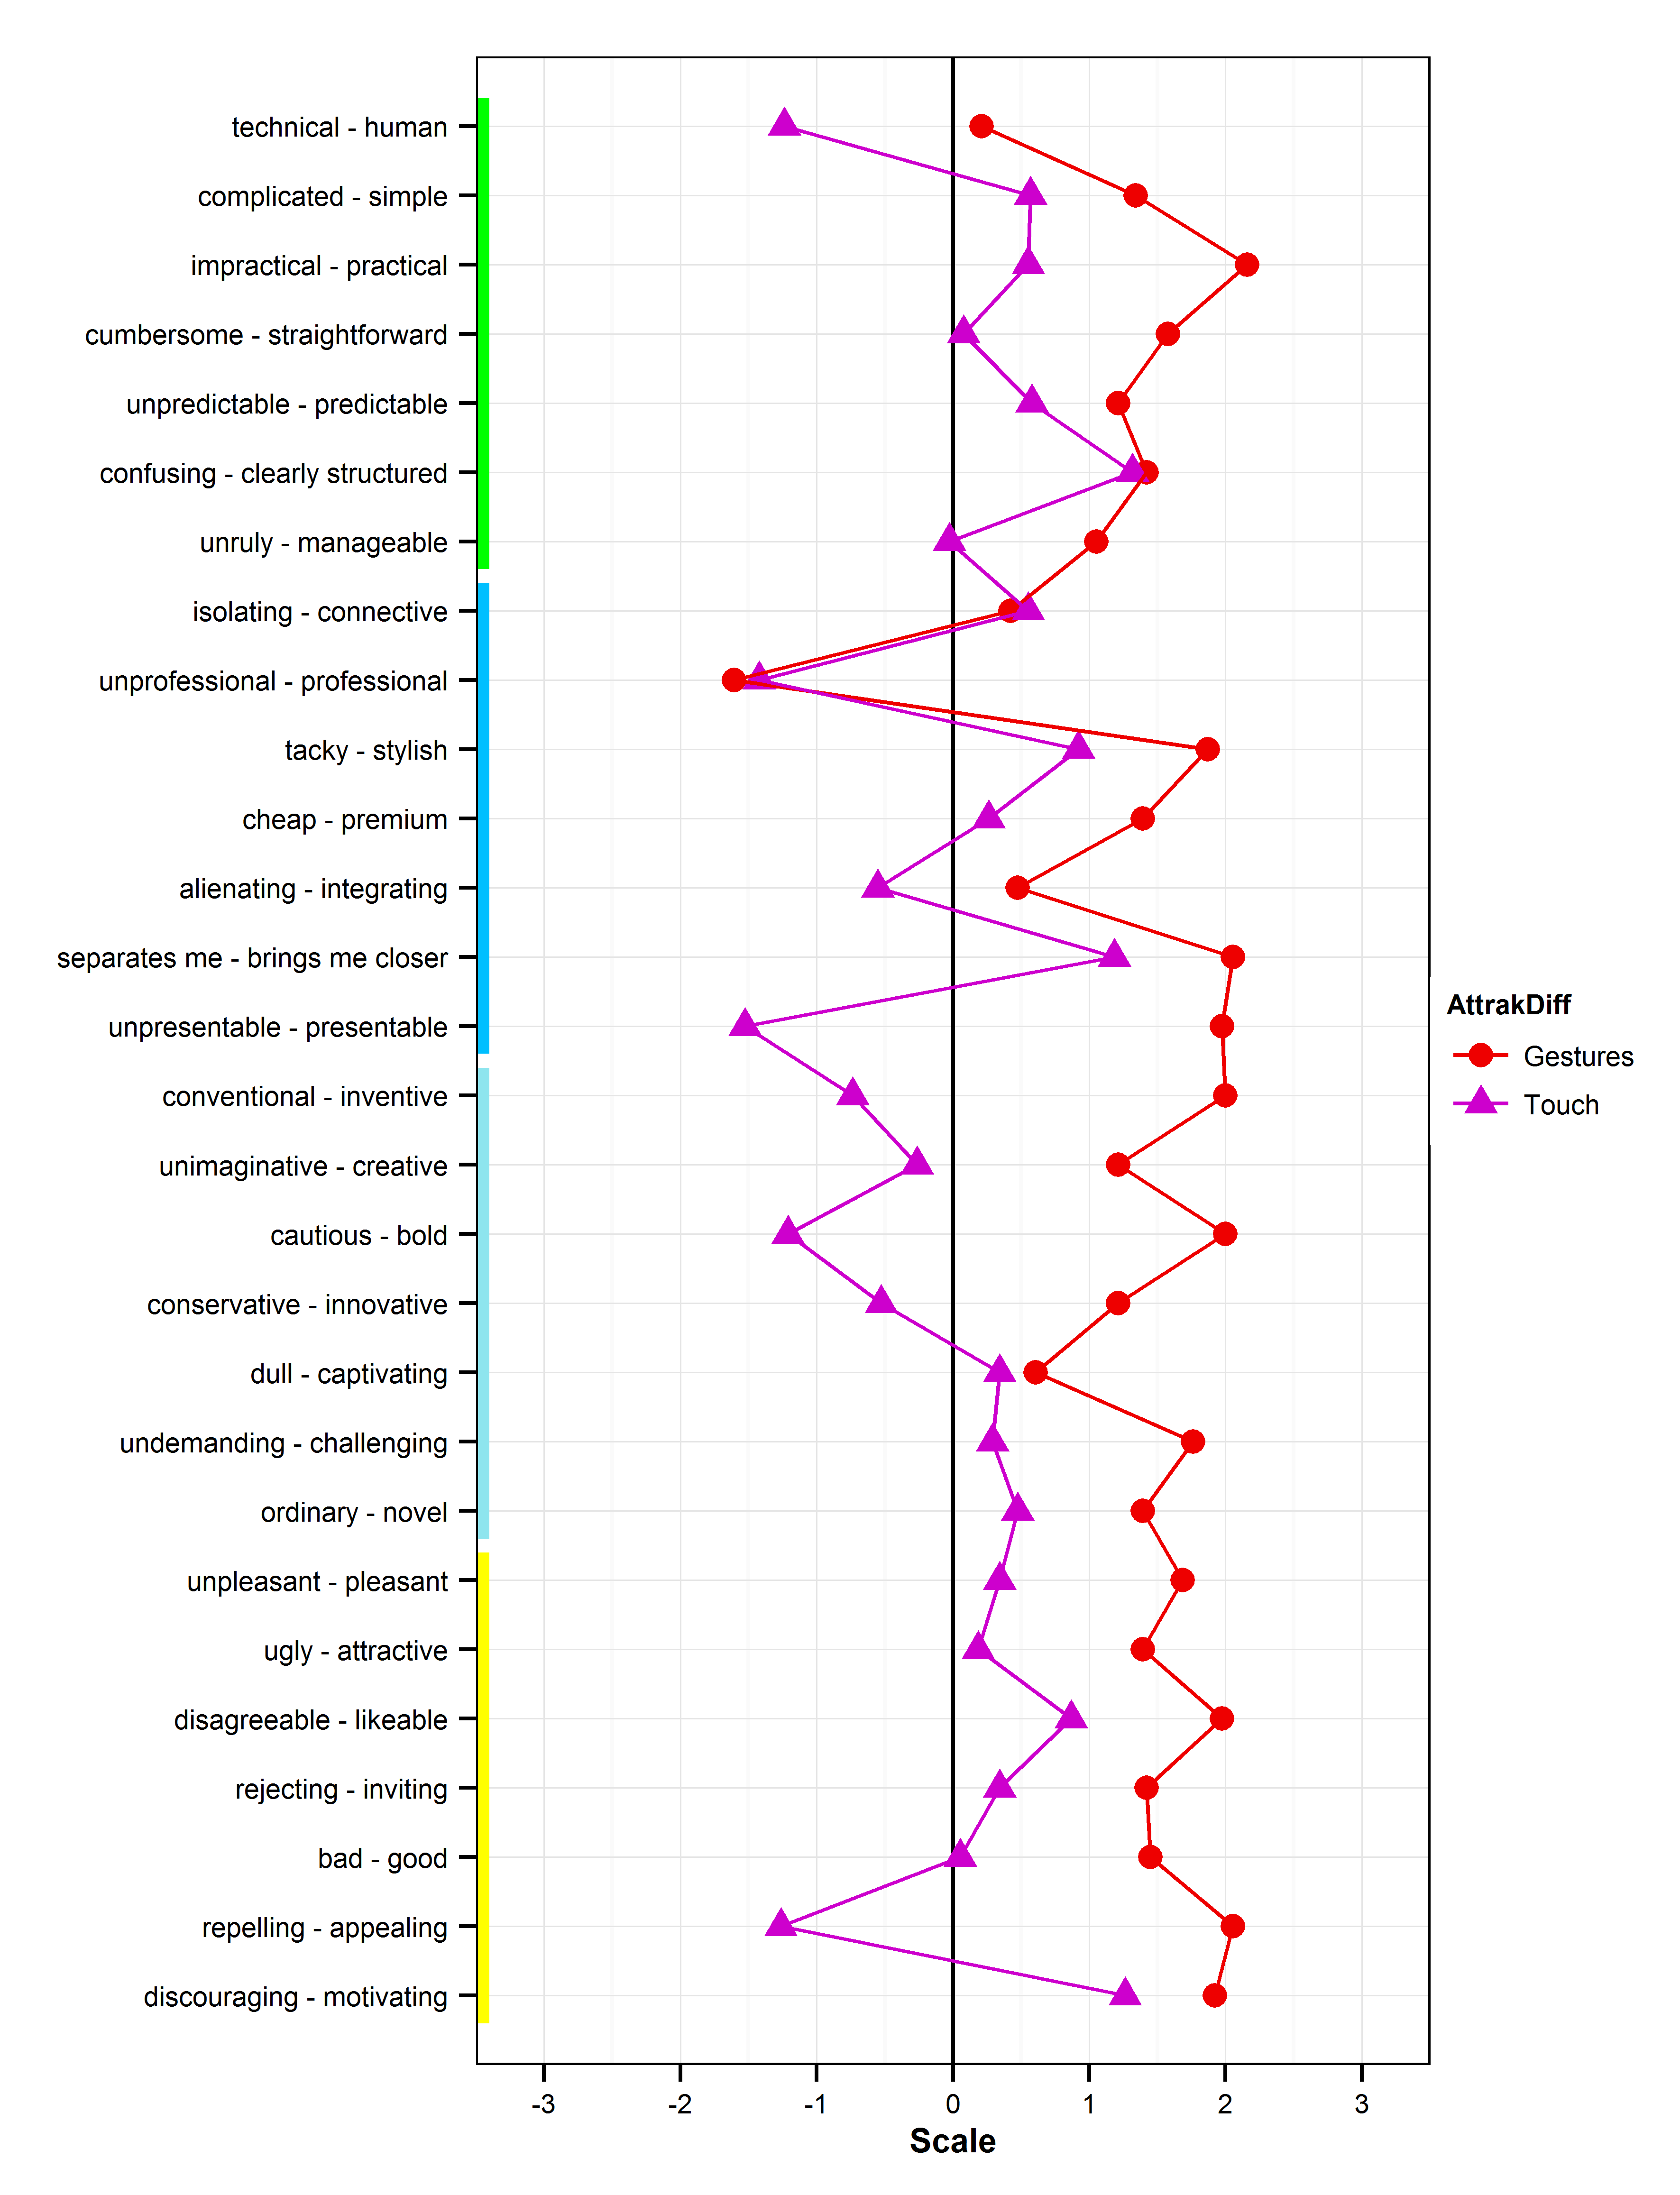 technical - human
complicated - simple
impractical - practical
cumbersome - straightforward
unpredictable - predictable
confusing - clearly structured
unruly - manageable
isolating - connective
unprofessional - professional
tacky - stylish
cheap - premium
alienating - integrating
separates me - brings me closer
unpresentable - presentable
conventional - inventive
unimaginative - creative
cautious - bold
conservative - innovative
dull - captivating
undemanding - challenging
ordinary - novel
unpleasant - pleasant
ugly - attractive
disagreeable - likeable
rejecting - inviting
bad - good
repelling - appealing
discouraging - motivating
-3 -2 -1 0 1 2 3
Scale
AttrakDiff
Gestures
Touch